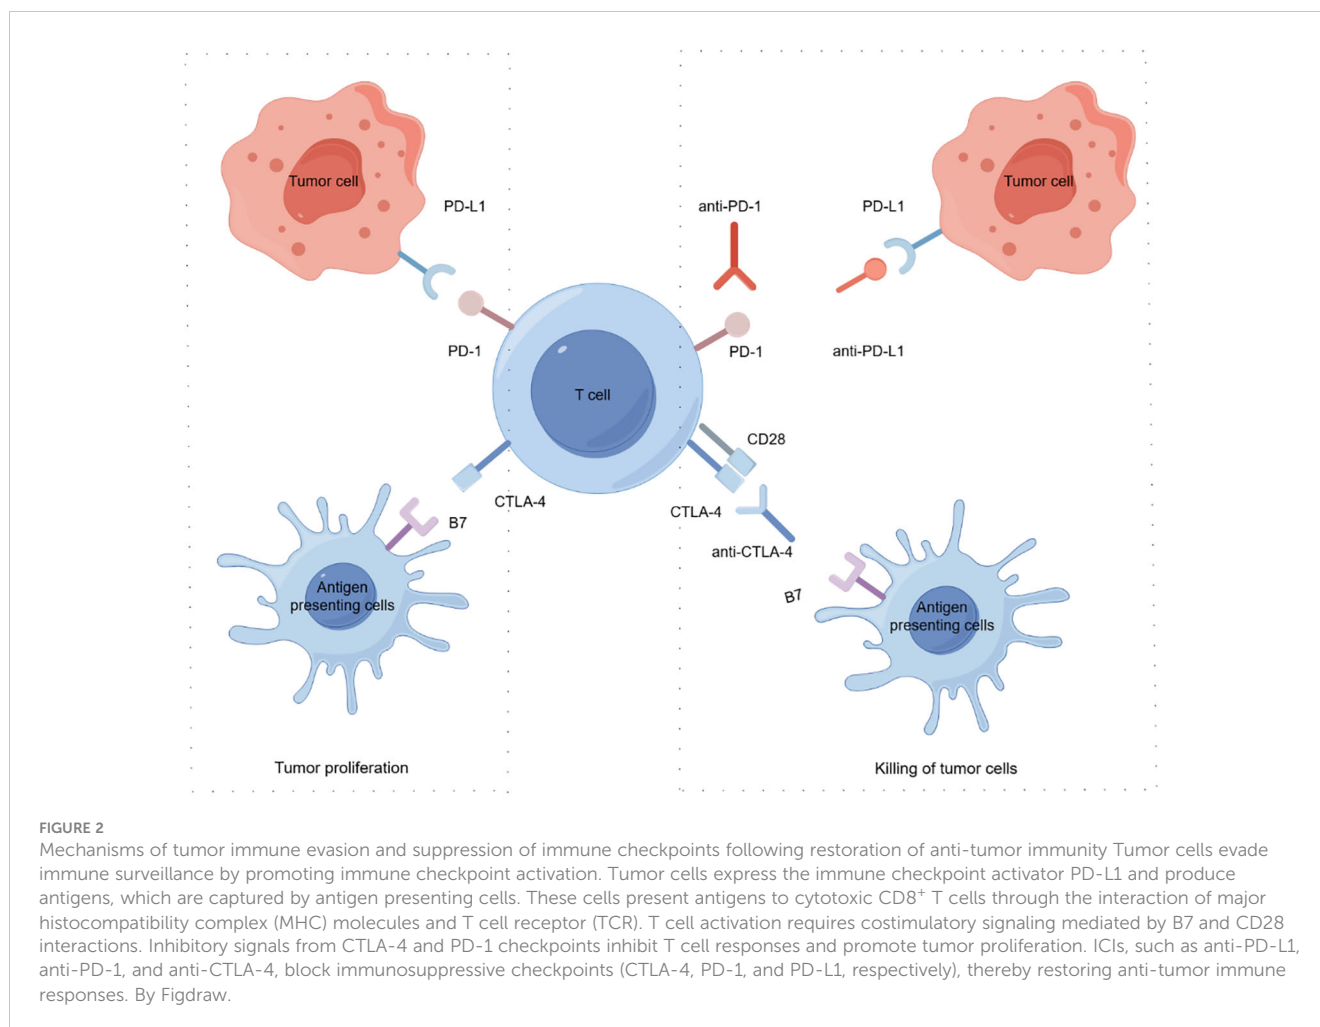 Tumor cell
PD-L1
PD-1
T cell
CTLA-4
B7
Antigen
presenting cells
Tumor proliferation
anti-PD-1
PD-L1
Tumor cell
PD-1
anti-PD-L1
CD28
CTLA-4
anti-CTLA-4
B7
Antigen
presenting cells
Killing of tumor cells
FIGURE 2
Mechanisms of tumor immune evasion and suppression of immune checkpoints following restoration of anti-tumor immunity Tumor cells evade
immune surveillance by promoting immune checkpoint activation. Tumor cells express the immune checkpoint activator PD-L1 and produce
antigens, which are captured by antigen presenting cells. These cells present antigens to cytotoxic CD8⁺ T cells through the interaction of major
histocompatibility complex (MHC) molecules and T cell receptor (TCR). T cell activation requires costimulatory signaling mediated by B7 and CD28
interactions. Inhibitory signals from CTLA-4 and PD-1 checkpoints inhibit T cell responses and promote tumor proliferation. ICIs, such as anti-PD-L1,
anti-PD-1, and anti-CTLA-4, block immunosuppressive checkpoints (CTLA-4, PD-1, and PD-L1, respectively), thereby restoring anti-tumor immune
responses. By Figdraw.